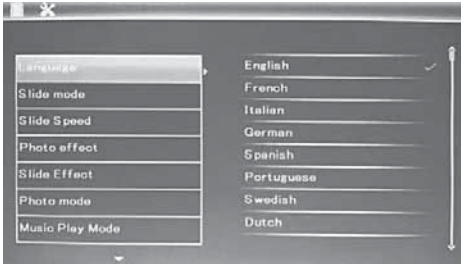 Language
Slide mode
Slide Speed
Photo effect
Slide Effect
Photo mode
Music Play Mode
English
French
Italian
German
Spanish
Portuguese
Swedish
Dutch